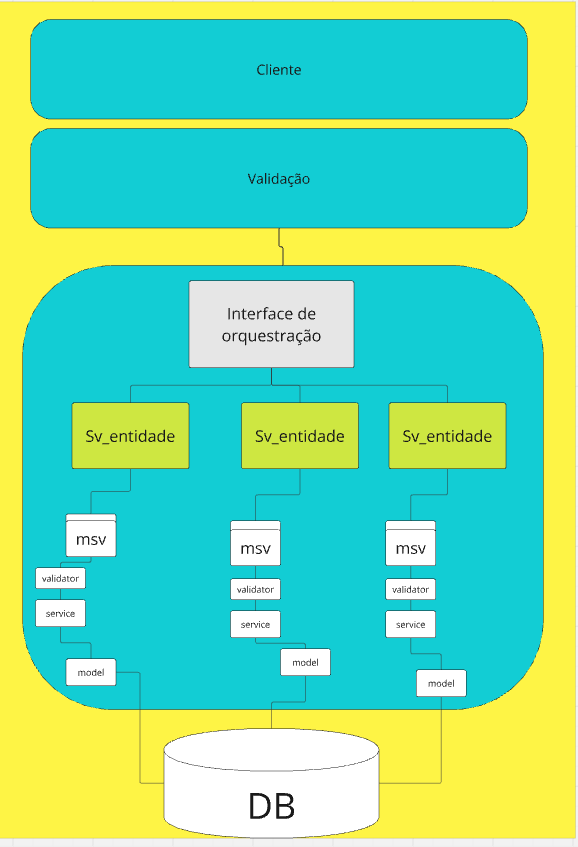 Cliente
Validação
Interface de
orquestração
Sv_entidade
Sv_entidade
Sv_entidade
msv
validator
service
model
msv
validator
service
model
msv
validator
service
model
DB